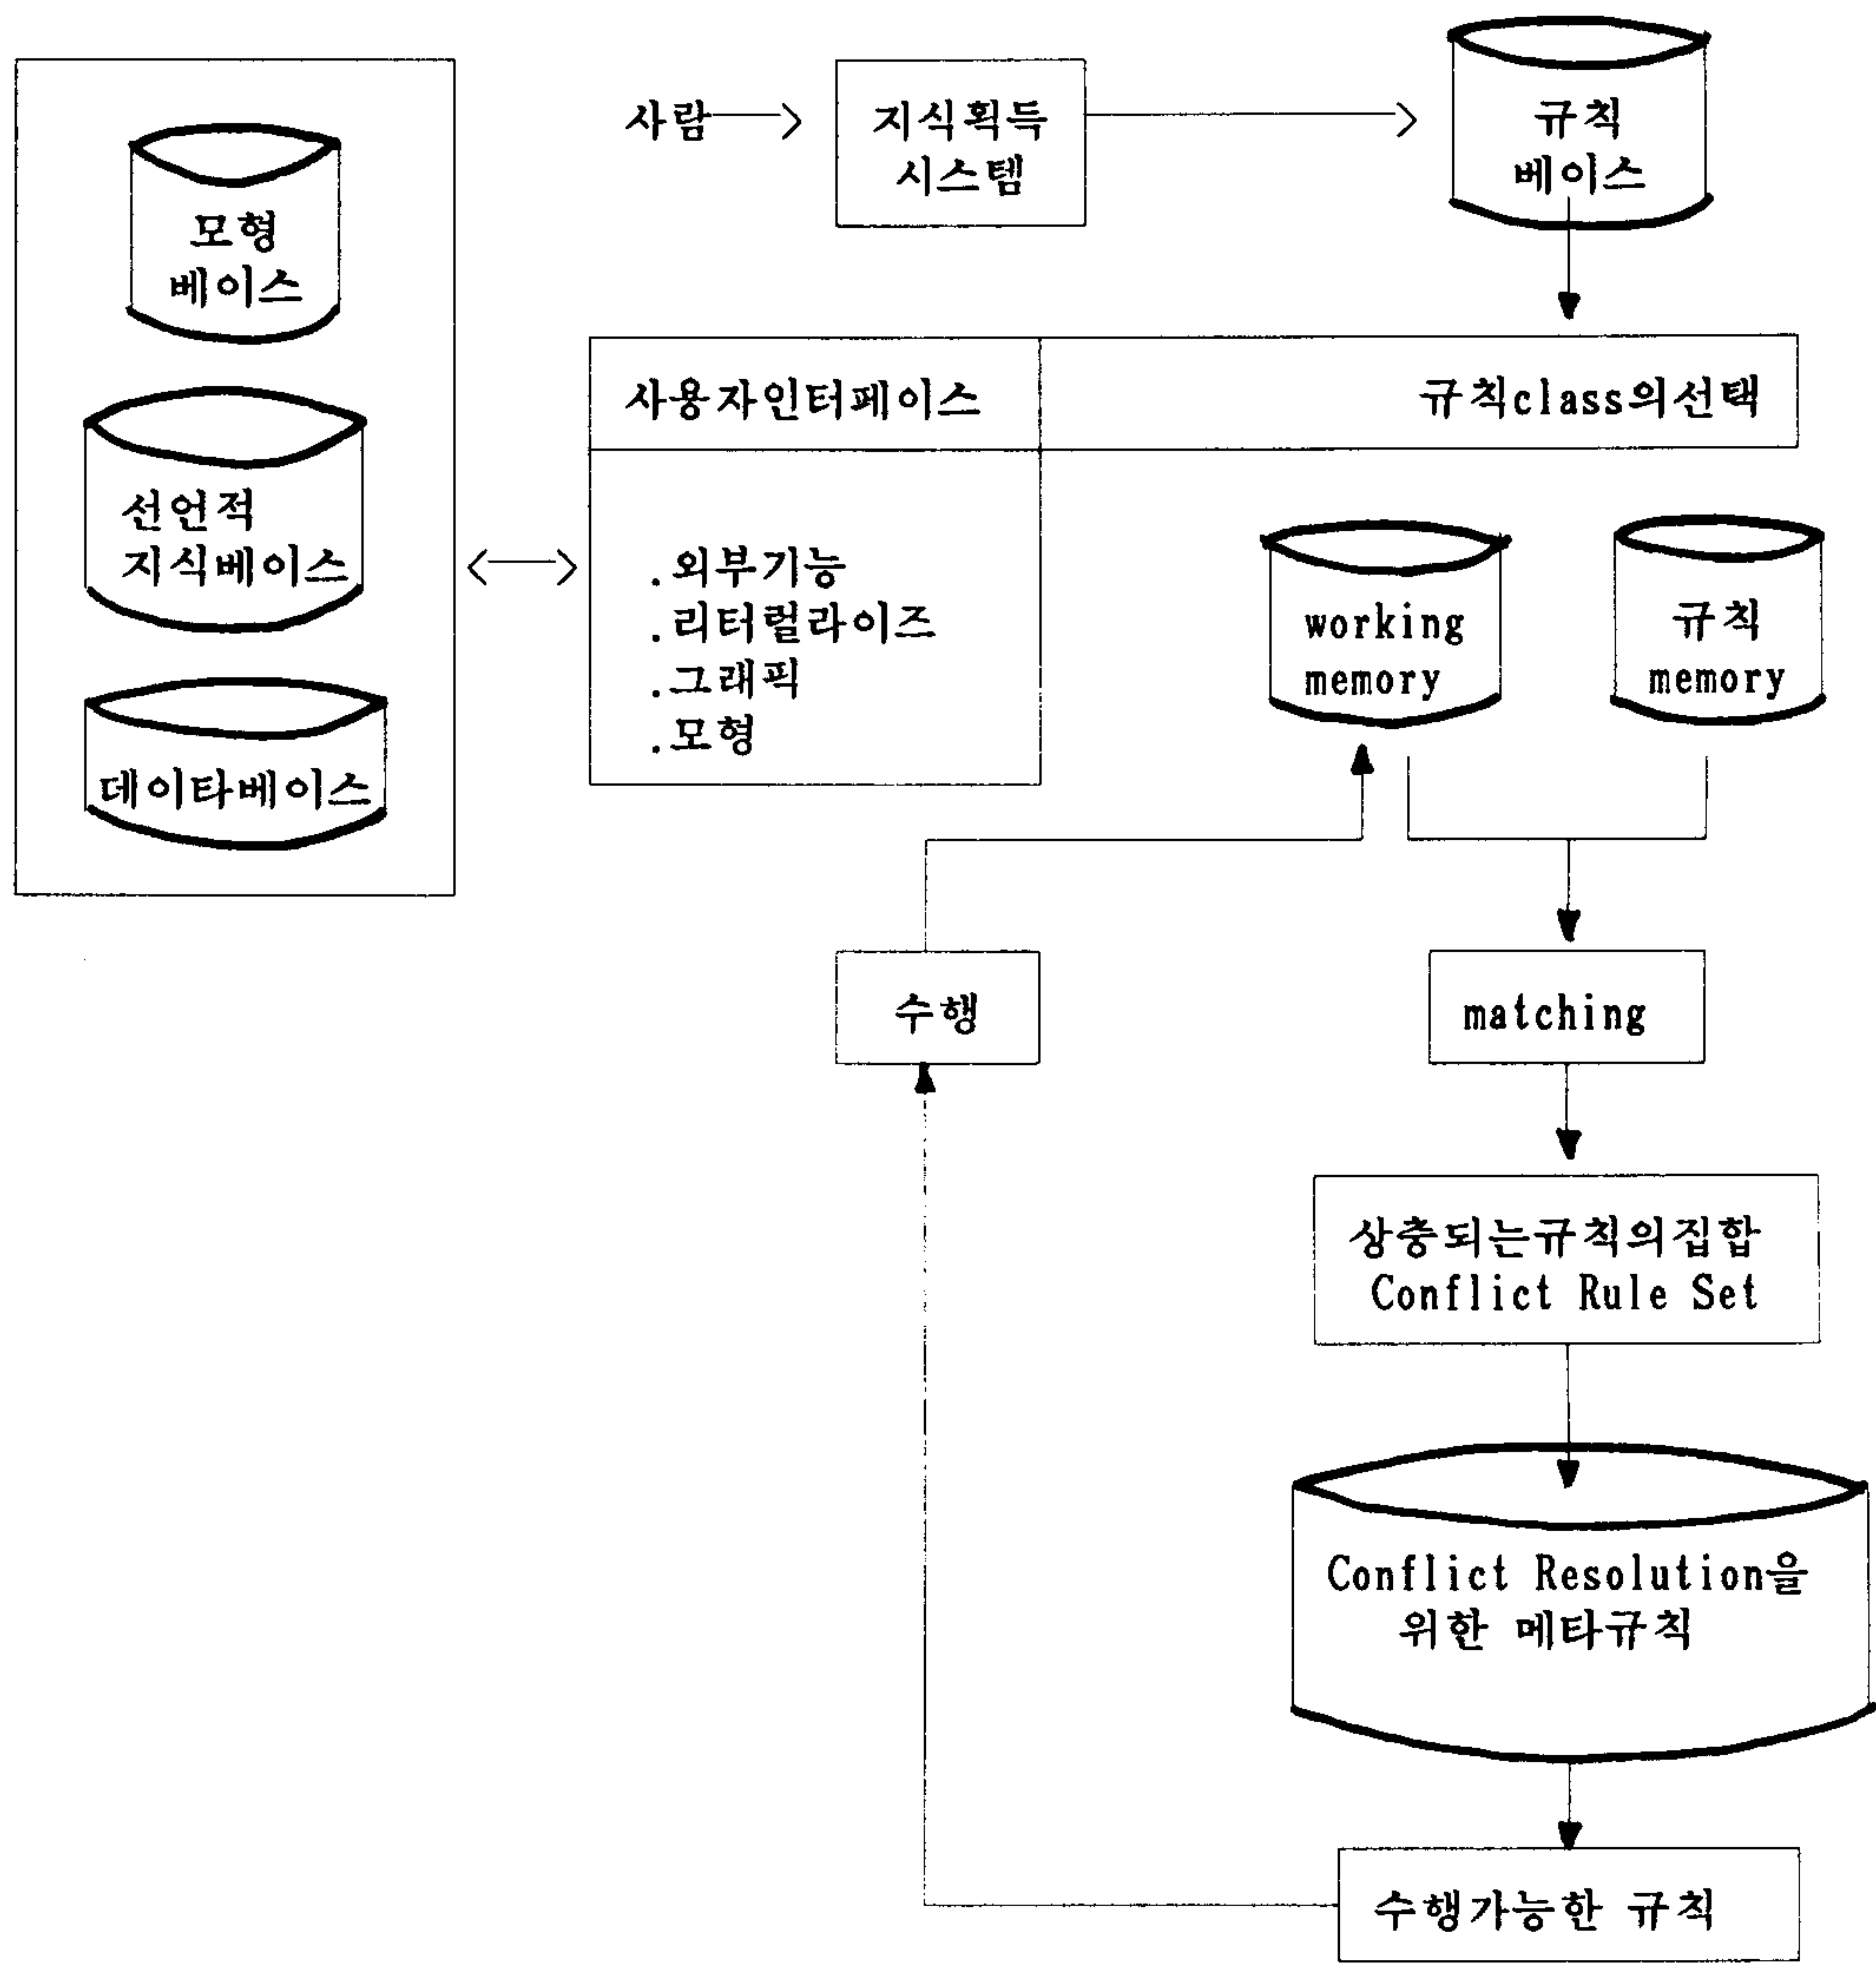 사람
지식획득
시스템
규칙
베이스
모형
베이스
선언적
지식베이스
데이타베이스
사용자인터페이스
규칙class의선택
.외부기능
.리터럴라이즈
.그래픽
.모형
working
memory
규칙
memory
수행
matching
상충되는규칙의집합
Conflict Rule Set
Conflict Resolution을
위한 메타규칙
수행가능한 규칙